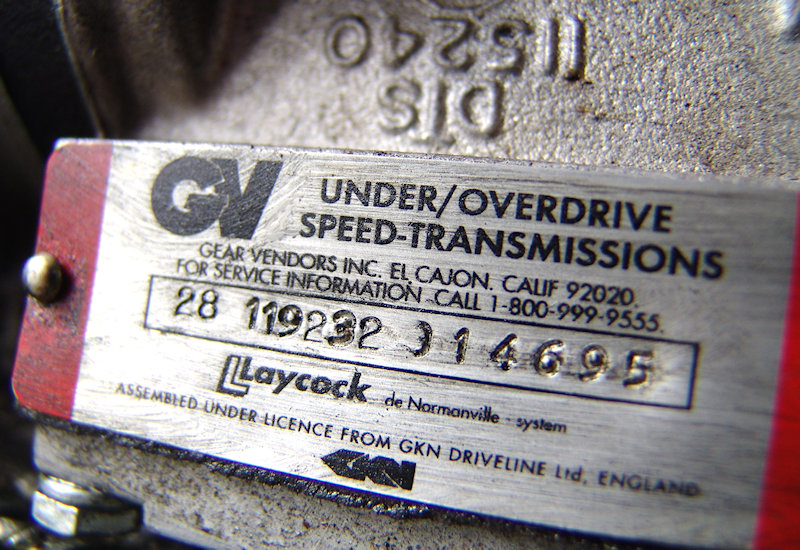 DIS
115240
GV
UNDER/OVERDRIVE
SPEED-TRANSMISSIONS
GEAR VENDORS INC. EL CAJON. CALIF 92020.
FOR SERVICE INFORMATION CALL 1-800-999-9555.
28 119232 14695
Laycock de Normanville - system
ASSEMBLED UNDER LICENCE FROM GKN DRIVELINE Ltd, ENGLAND
GKN